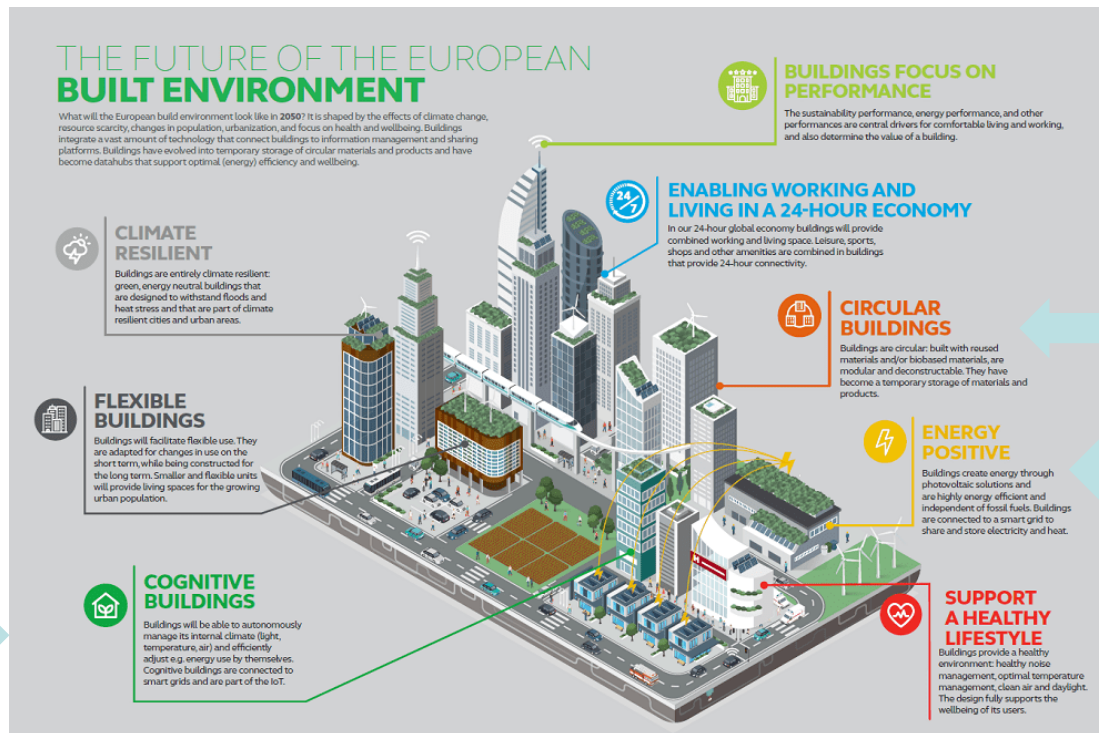 THE FUTURE OF THE EUROPEAN
BUILT ENVIRONMENT
What will the European build environment look like in 2050? It is shaped by the effects of climate change,
resource scarcity, changes in population, urbanization, and focus on health and wellbeing. Buildings
integrate a vast amount of technology that connect buildings to information management and sharing
platforms. Buildings have evolved into temporary storage of circular materials and products and have
become datahubs that support optimal (energy) efficiency and wellbeing.
BUILDINGS FOCUS ON
PERFORMANCE
The sustainability performance, energy performance, and other
performances are central drivers for comfortable living and working,
and also determine the value of a building.
24/7
ENABLING WORKING AND
LIVING IN A 24-HOUR ECONOMY
In our 24-hour global economy buildings will provide
combined working and living space. Leisure, sports,
shops and other amenities are combined in buildings
that provide 24-hour connectivity.
CLIMATE
RESILIENT
Buildings are entirely climate resilient:
green, energy neutral buildings that
are designed to withstand floods and
heat stress and that are part of climate
resilient cities and urban areas.
CIRCULAR
BUILDINGS
Buildings are circular: built with reused
materials and/or biobased materials, are
modular and deconstructable. They have
become a temporary storage of materials and
products.
FLEXIBLE
BUILDINGS
Buildings will facilitate flexible use. They
are adapted for changes in use on the
short term, while being constructed for
the long term. Smaller and flexible units
will provide living spaces for the growing
urban population.
ENERGY
POSITIVE
Buildings create energy through
photovoltaic solutions and
are highly energy efficient and
independent of fossil fuels. Buildings
are connected to a smart grid to
share and store electricity and heat.
COGNITIVE
BUILDINGS
Buildings will be able to autonomously
manage its internal climate (light,
temperature, air) and efficiently
adjust e.g. energy use by themselves.
Cognitive buildings are connected to
smart grids and are part of the IoT.
SUPPORT
A HEALTHY
LIFESTYLE
Buildings provide a healthy
environment: healthy noise
management, optimal temperature
management, clean air and daylight.
The design fully supports the
wellbeing of its users.